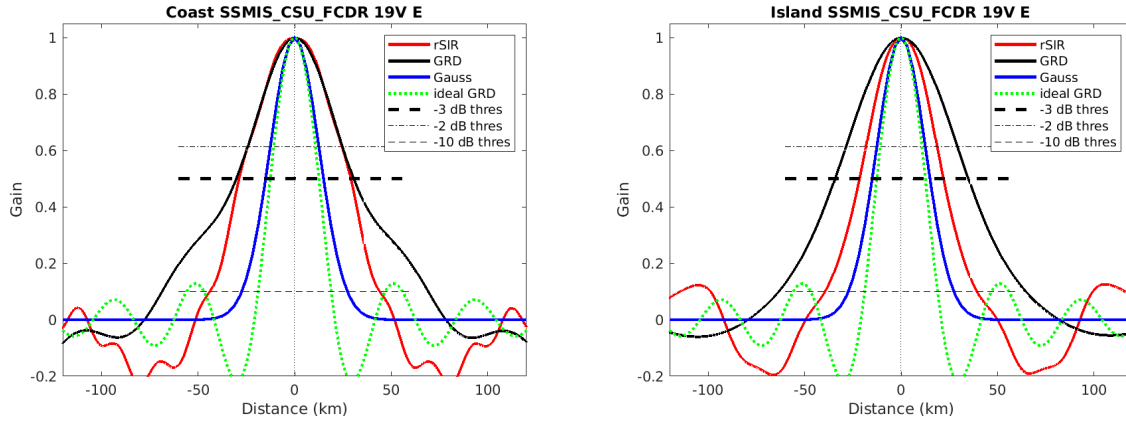 Coast SSMIS_CSU_FCDR 19V E
1
0.8
0.6
0.4
0.2
0
-0.2
Gain
-100
-50
0
50
100
Distance (km)
rSIR
GRD
Gauss
ideal GRD
-3 dB thres
-2 dB thres
-10 dB thres
Island SSMIS_CSU_FCDR 19V E
1
0.8
0.6
0.4
0.2
0
-0.2
Gain
-100
-50
0
50
100
Distance (km)
rSIR
GRD
Gauss
ideal GRD
-3 dB thres
-2 dB thres
-10 dB thres